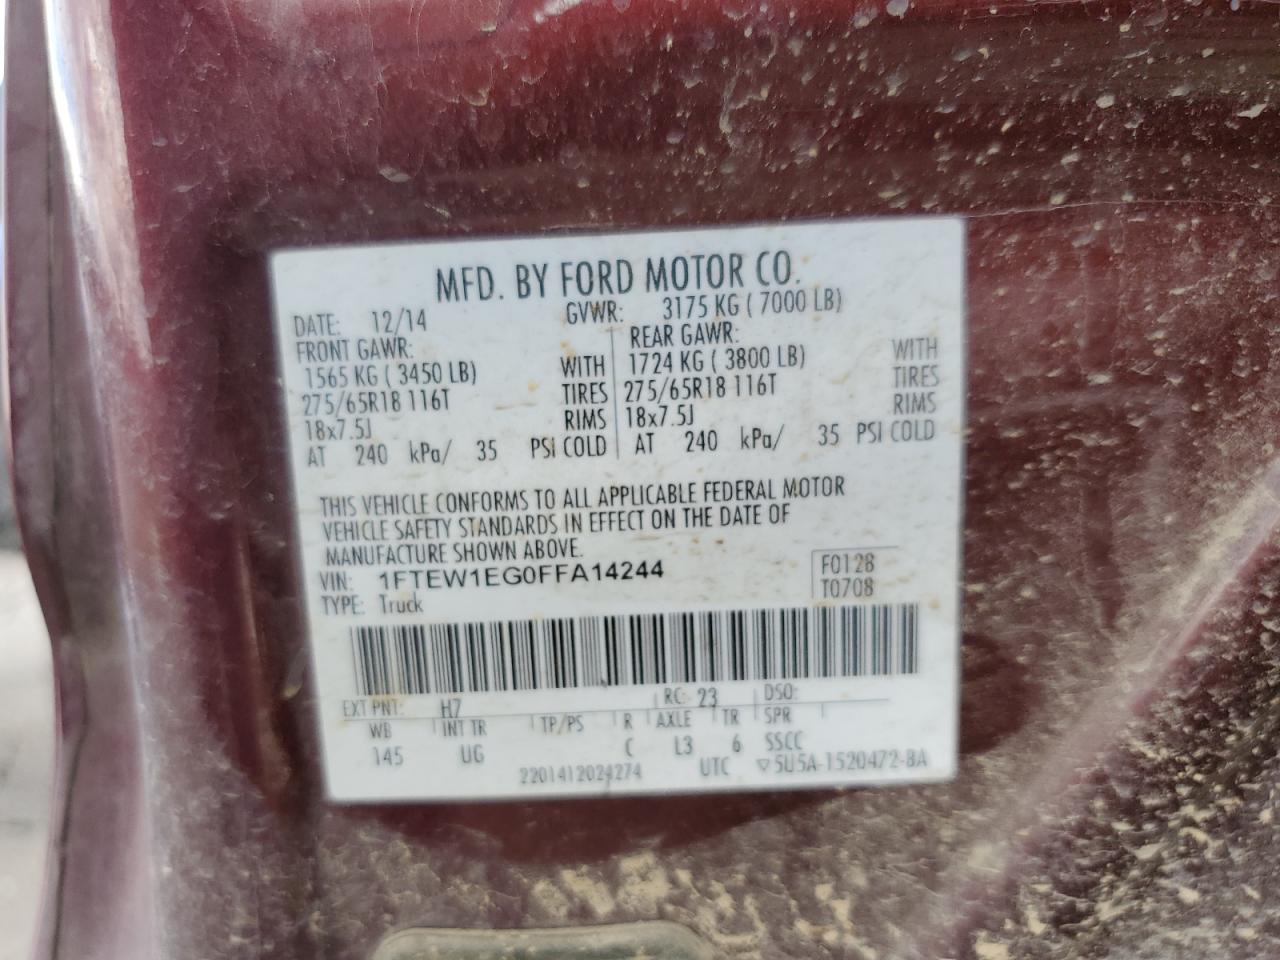 MFD. BY FORD MOTOR CO.
DATE: 12/14 GVWR: 3175 KG ( 7000 LB)
FRONT GAWR: REAR GAWR:
1565 KG ( 3450 LB) WITH 1724 KG ( 3800 LB) WITH
275/65R18 116T TIRES 275/65R18 116T TIRES
18x7.5J RIMS 18x7.5J RIMS
AT 240 kPa/ 35 PSI COLD AT 240 kPa/ 35 PSI COLD
THIS VEHICLE CONFORMS TO ALL APPLICABLE FEDERAL MOTOR
VEHICLE SAFETY STANDARDS IN EFFECT ON THE DATE OF
MANUFACTURE SHOWN ABOVE.
VIN: 1FTEW1EG0FFA14244 F0128
TYPE: Truck T0708
EXT PNT: H7 RC: 23 DSO:
WB INT TR TP/PS R AXLE TR SPR
145 UG C L3 6 SSCC
2201412024274 UTC ▽5U5A-1520472-BA